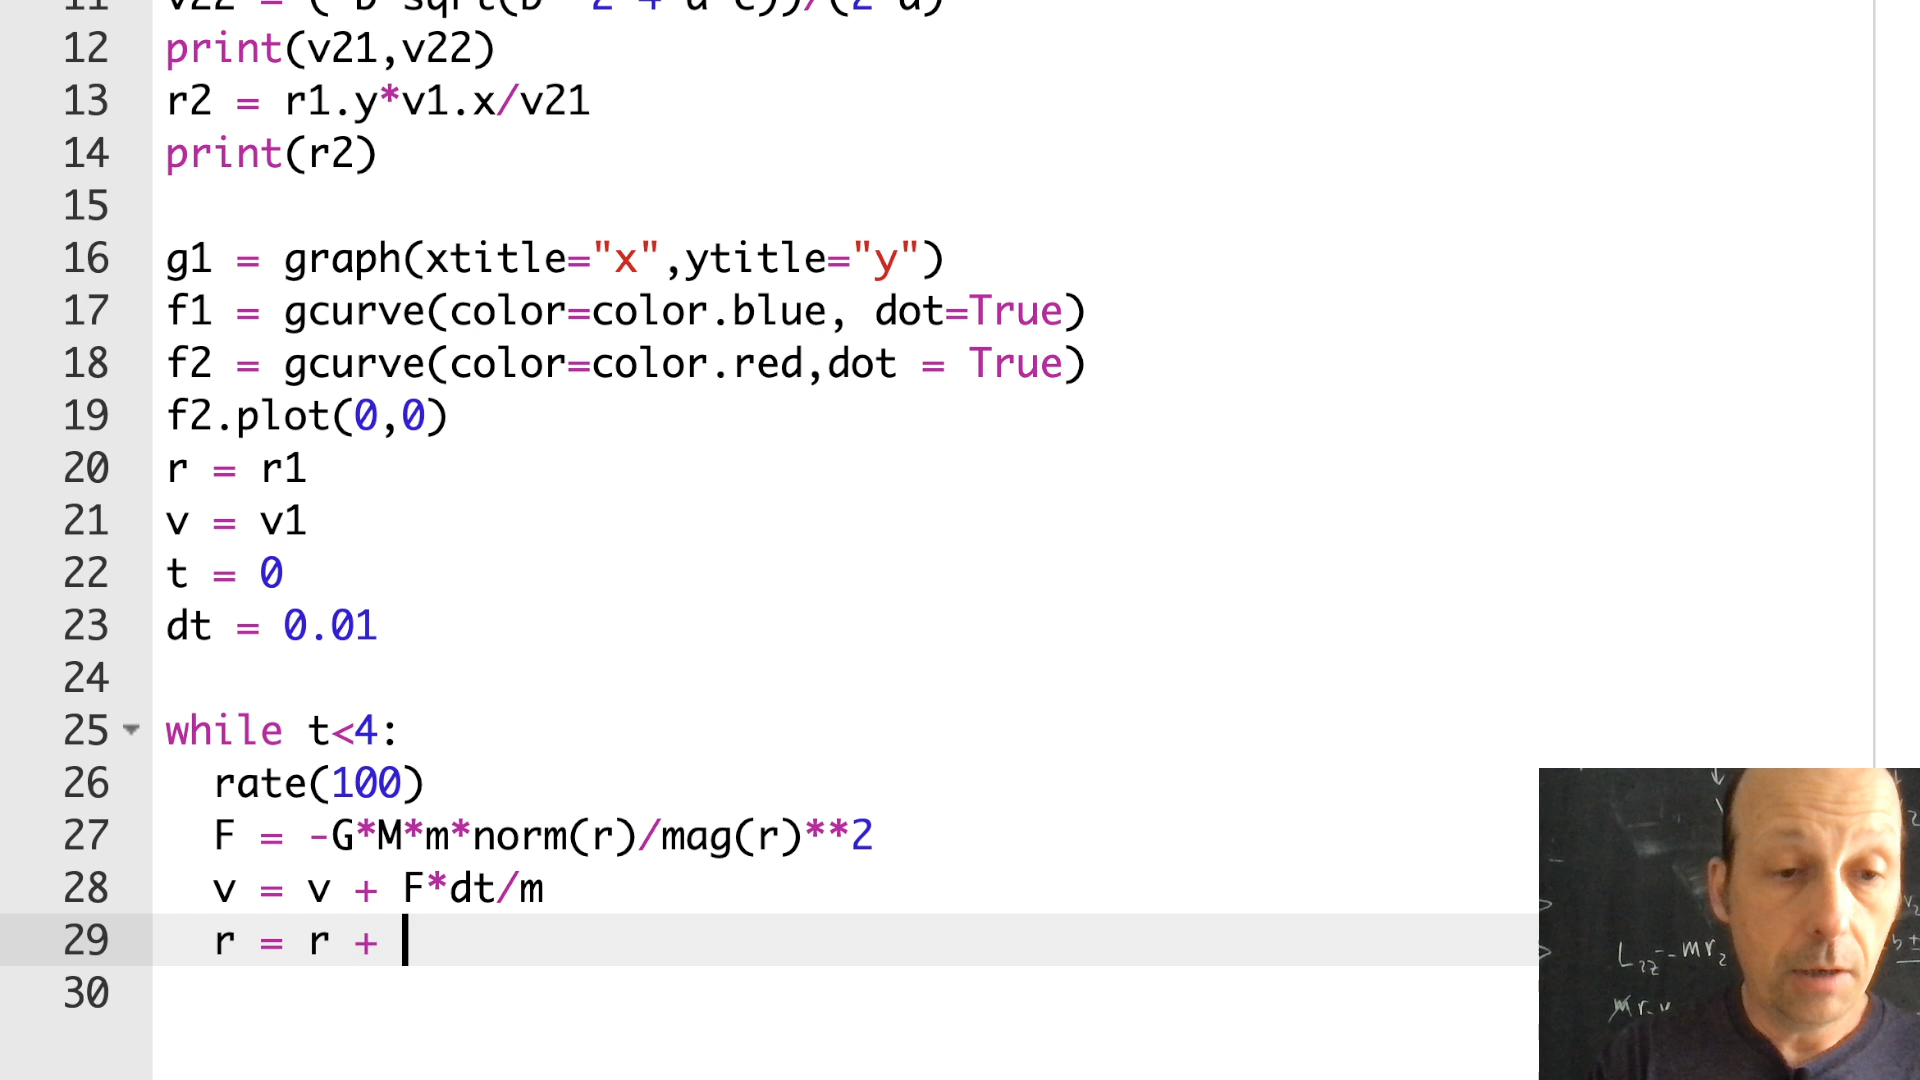 12 print(v21,v22)
13 r2 = r1.y*v1.x/v21
14 print(r2)
15
16 g1 = graph(xtitle="x",ytitle="y")
17 f1 = gcurve(color=color.blue, dot=True)
18 f2 = gcurve(color=color.red,dot = True)
19 f2.plot(0,0)
20 r = r1
21 v = v1
22 t = 0
23 dt = 0.01
24
25 while t<4:
26 rate(100)
27 F = -G*M*m*norm(r)/mag(r)**2
28 v = v + F*dt/m
29 r = r +
30